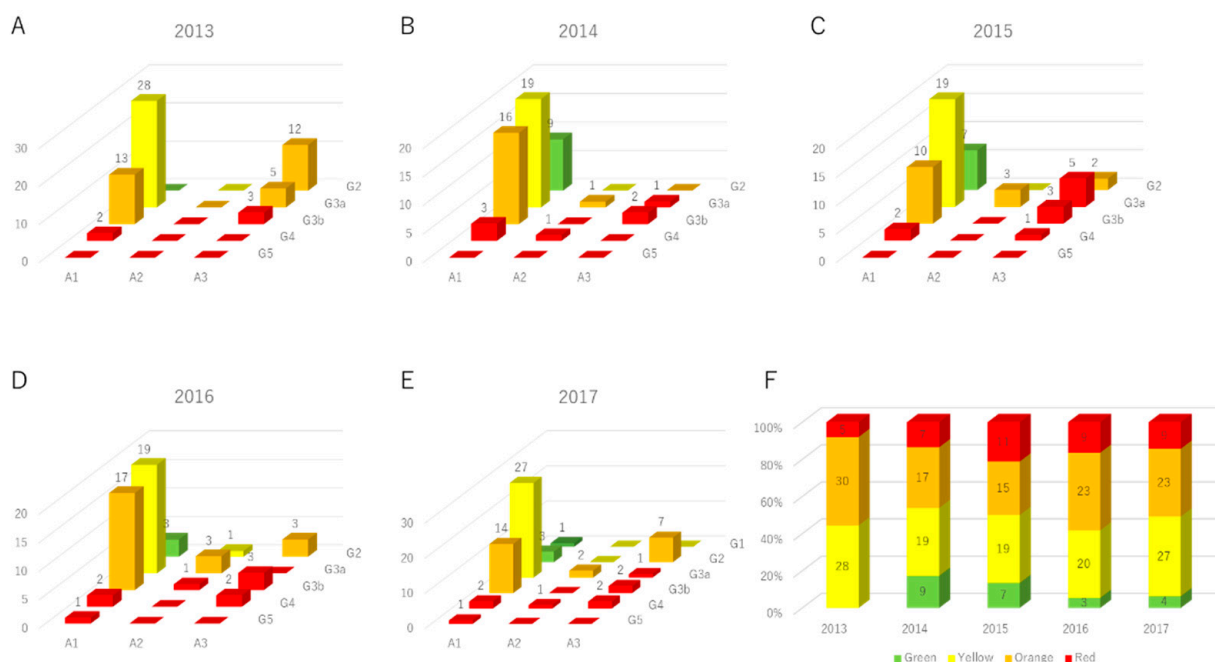 A
2013
28
12
13
5
3
2
30
20
10
0
G2
G3a
G3b
G4
G5
A1
A2
A3
B
2014
19
16
9
1
1
2
3
1
20
15
10
5
0
G2
G3a
G3b
G4
G5
A1
A2
A3
C
2015
19
7
10
3
5
2
3
2
1
20
15
10
5
0
G2
G3a
G3b
G4
G5
A1
A2
A3
D
2016
19
17
3
1
3
3
3
1
2
2
1
20
15
10
5
0
G2
G3a
G3b
G4
G5
A1
A2
A3
E
2017
27
14
3
1
7
2
2
2
2
1
1
30
20
10
0
G1
G2
G3a
G3b
G4
G5
A1
A2
A3
F
100%
80%
60%
40%
20%
0%
30
28
7
17
19
9
11
15
19
7
23
20
3
23
27
4
2013
2014
2015
2016
2017
Green
Yellow
Orange
Red